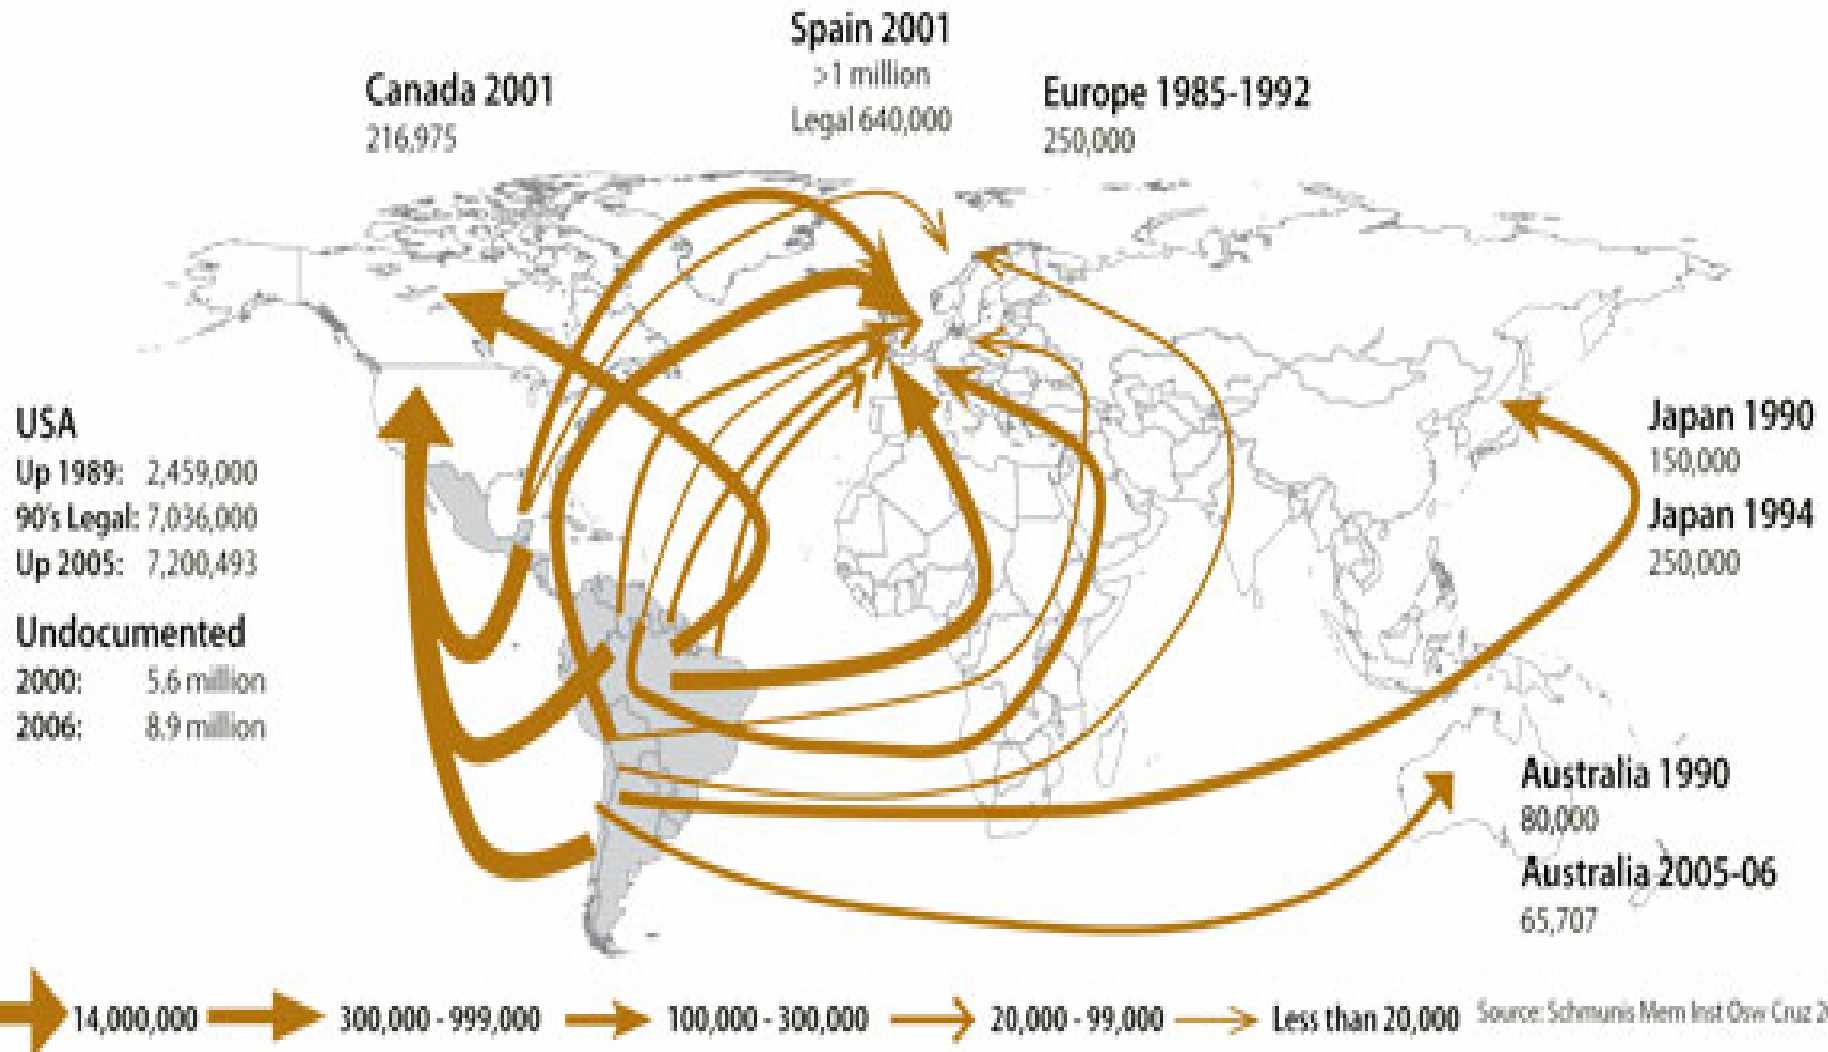 Spain 2001
>1 million
Legal 640,000
Canada 2001
216,975
Europe 1985-1992
250,000
USA
Up 1989: 2,459,000
90's Legal: 7,036,000
Up 2005: 7,200,493
Undocumented
2000: 5.6 million
2006: 8.9 million
Japan 1990
150,000
Japan 1994
250,000
Australia 1990
80,000
Australia 2005-06
65,707
14,000,000 300,000 - 999,000 100,000 - 300,000 20,000 - 99,000 Less than 20,000
Source: Schmunis Mem Inst Osw Cruz 2